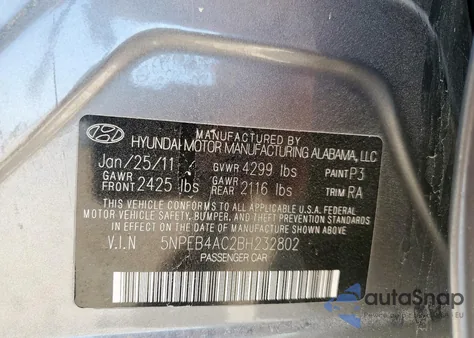 MANUFACTURED BY
HYUNDAI MOTOR MANUFACTURING ALABAMA, LLC
Jan/25/11 GVWR 4299 lbs PAINT P3
GAWR FRONT 2425 lbs GAWR REAR 2116 lbs TRIM RA
THIS VEHICLE CONFORMS TO ALL APPLICABLE U.S.A. FEDERAL
MOTOR VEHICLE SAFETY, BUMPER, AND THEFT PREVENTION STANDARDS
IN EFFECT ON THE DATE OF MANUFACTURE SHOWN ABOVE.
V.I.N 5NPEB4AC2BH232802
PASSENGER CAR
autaSnap